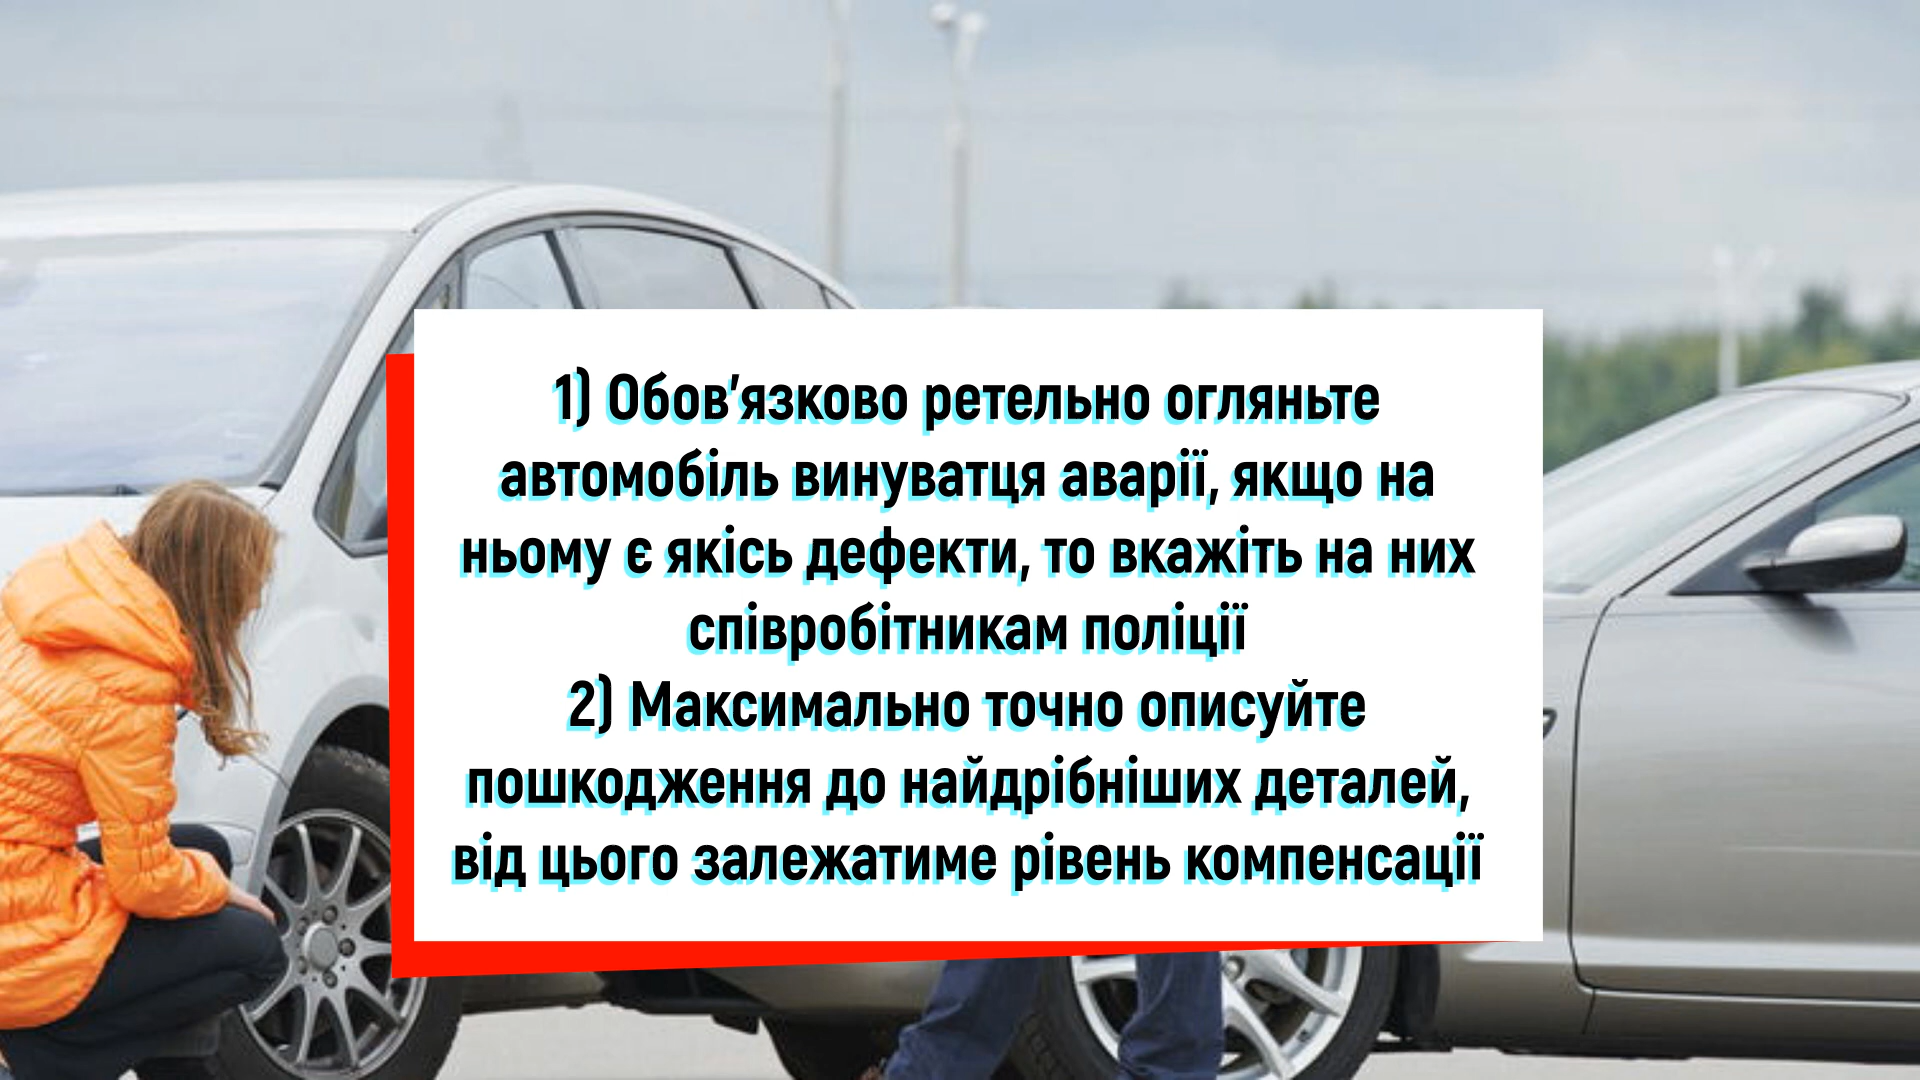 1) Обов'язково ретельно огляньте
автомобіль винуватця аварії, якщо на
ньому є якісь дефекти, то вкажіть на них
співробітникам поліції
2) Максимально точно описуйте
пошкодження до найдрібніших деталей,
від цього залежатиме рівень компенсації